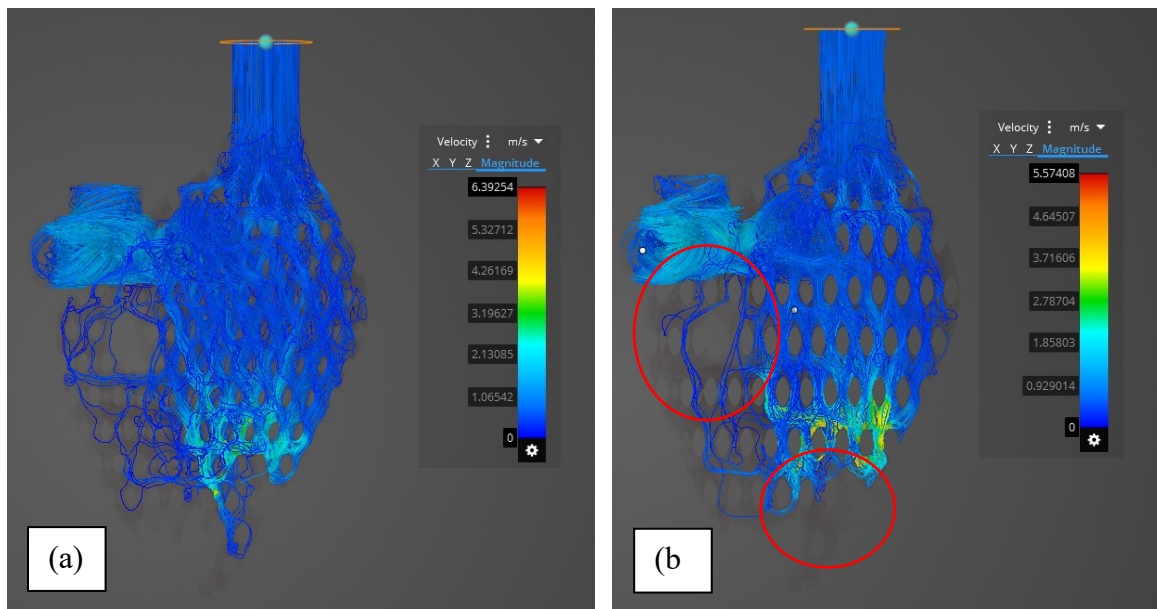 Velocity ⋮ m/s ▼
X Y Z Magnitude
6.39254
5.32712
4.26169
3.19627
2.13085
1.06542
0
(a)
Velocity ⋮ m/s ▼
X Y Z Magnitude
5.57408
4.64507
3.71606
2.78704
1.85803
0.929014
0
(b